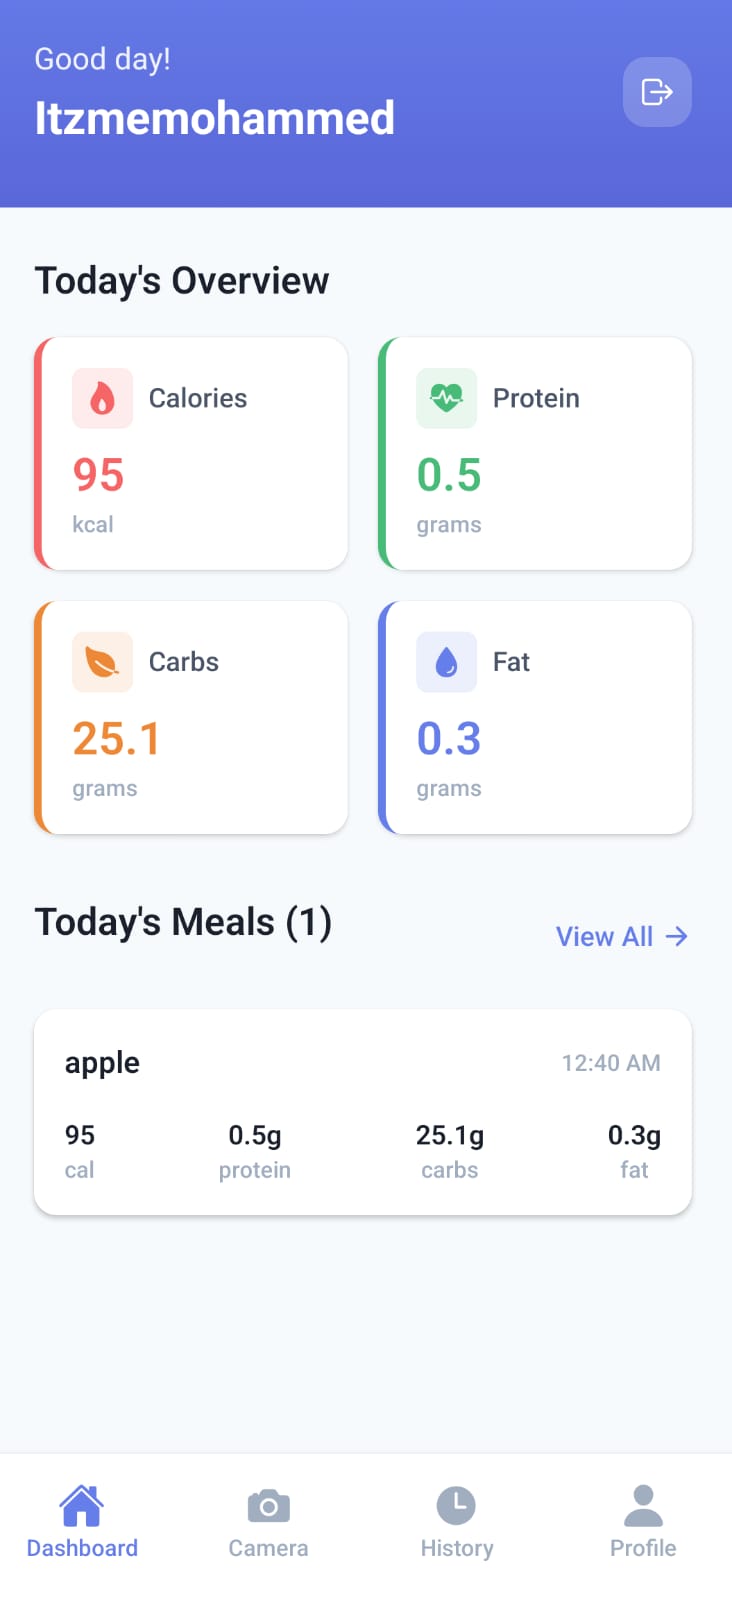 Good day!
Itzmemohammed
Today's Overview
Calories
95
kcal
Protein
0.5
grams
Carbs
25.1
grams
Fat
0.3
grams
Today's Meals (1)
View All →
apple
12:40 AM
95
cal
0.5g
protein
25.1g
carbs
0.3g
fat
Dashboard
Camera
History
Profile